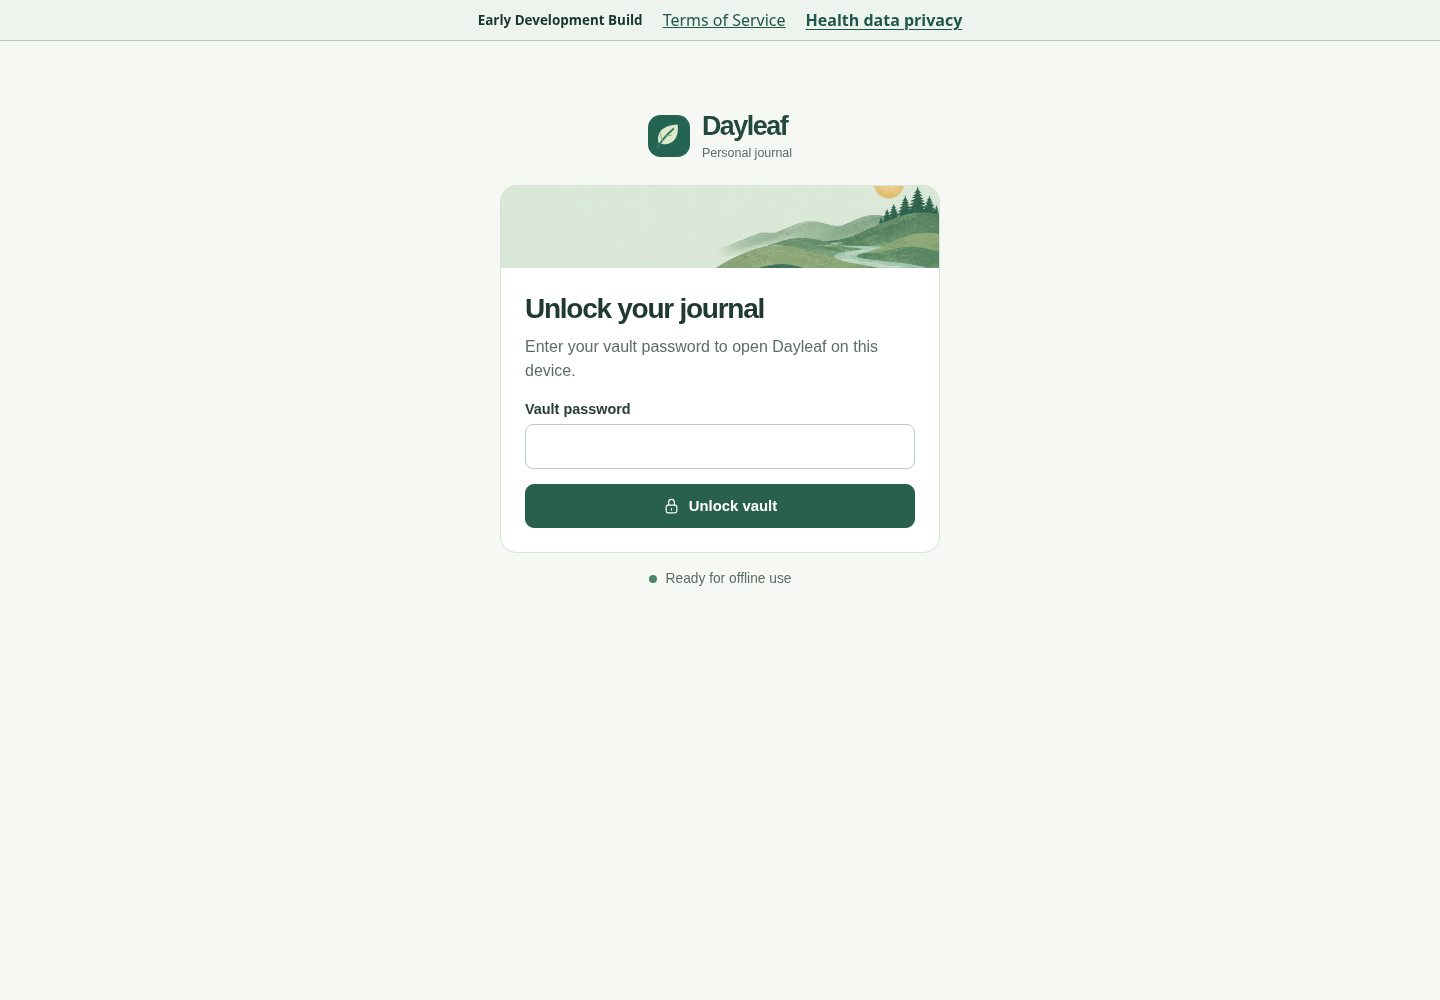 Early Development Build Terms of Service Health data privacy
Dayleaf
Personal journal
Unlock your journal
Enter your vault password to open Dayleaf on this
device.
Vault password
Unlock vault
Ready for offline use